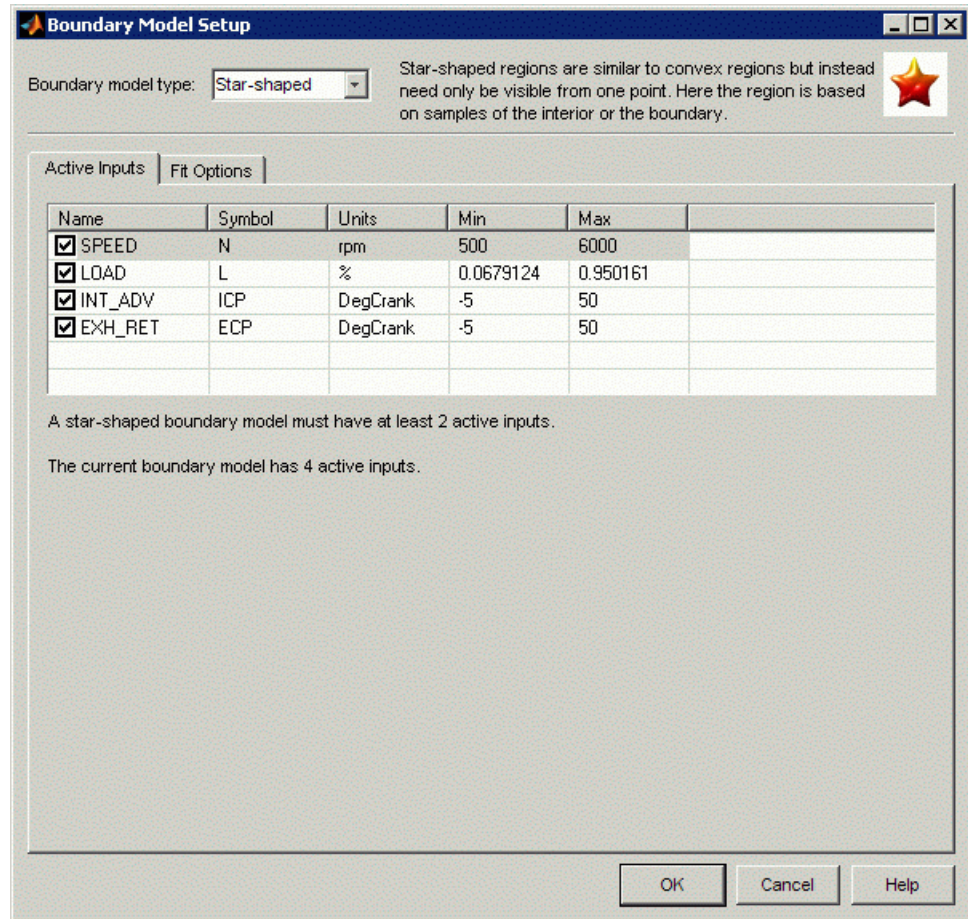 Boundary Model Setup
Boundary model type: Star-shaped
Star-shaped regions are similar to convex regions but instead
need only be visible from one point. Here the region is based
on samples of the interior or the boundary.
Active Inputs Fit Options
Name Symbol Units Min Max
SPEED N rpm 500 6000
LOAD L % 0.0679124 0.950161
INT_ADV ICP DegCrank -5 50
EXH_RET ECP DegCrank -5 50
A star-shaped boundary model must have at least 2 active inputs.
The current boundary model has 4 active inputs.
OK Cancel Help